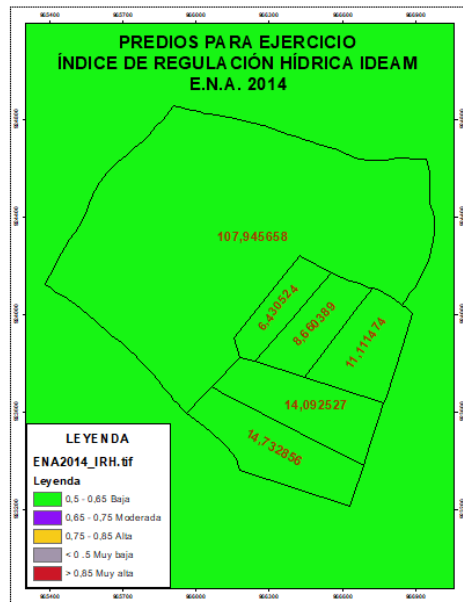 PREDIOS PARA EJERCICIO
ÍNDICE DE REGULACIÓN HÍDRICA IDEAM
E.N.A. 2014
107,945658
6,430524
8,660389
11,111474
14,092527
14,732856
LEYENDA
ENA2014_IRH.tif
Leyenda
0,5 - 0,65 Baja
0,65 - 0,75 Moderada
0,75 - 0,85 Alta
< 0 . 5 Muy baja
> 0,85 Muy alta